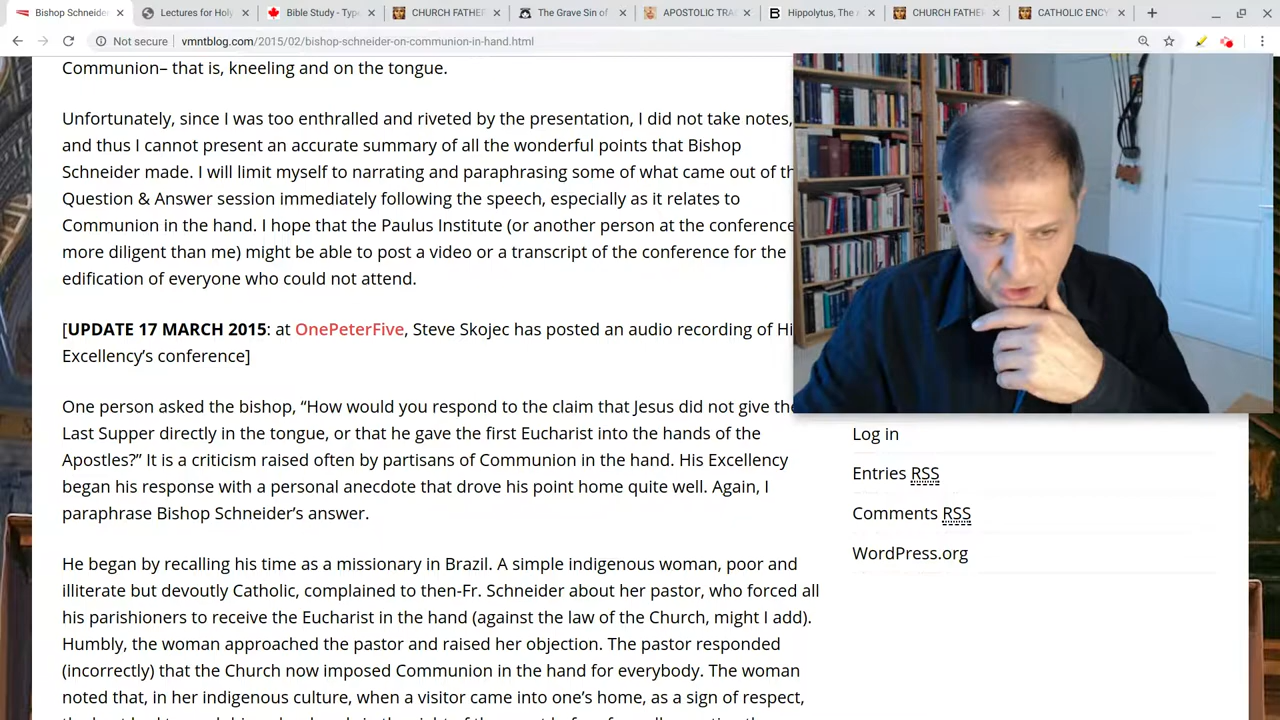 Bishop Schneider
Lectures for Holy
Bible Study - Typ
CHURCH FATHE
The Grave Sin of
APOSTOLIC TRA
Hippolytus, The
CHURCH FATHE
CATHOLIC ENCY
Not secure
vmntblog.com/2015/02/bishop-schneider-on-communion-in-hand.html
Communion– that is, kneeling and on the tongue.
Unfortunately, since I was too enthralled and riveted by the presentation, I did not take notes,
and thus I cannot present an accurate summary of all the wonderful points that Bishop
Schneider made. I will limit myself to narrating and paraphrasing some of what came out of th
Question & Answer session immediately following the speech, especially as it relates to
Communion in the hand. I hope that the Paulus Institute (or another person at the conference
more diligent than me) might be able to post a video or a transcript of the conference for the
edification of everyone who could not attend.
[UPDATE 17 MARCH 2015: at OnePeterFive, Steve Skojec has posted an audio recording of Hi
Excellency’s conference]
One person asked the bishop, “How would you respond to the claim that Jesus did not give the
Last Supper directly in the tongue, or that he gave the first Eucharist into the hands of the
Apostles?” It is a criticism raised often by partisans of Communion in the hand. His Excellency
began his response with a personal anecdote that drove his point home quite well. Again, I
paraphrase Bishop Schneider’s answer.
He began by recalling his time as a missionary in Brazil. A simple indigenous woman, poor and
illiterate but devoutly Catholic, complained to then-Fr. Schneider about her pastor, who forced all
his parishioners to receive the Eucharist in the hand (against the law of the Church, might I add).
Humbly, the woman approached the pastor and raised her objection. The pastor responded
(incorrectly) that the Church now imposed Communion in the hand for everybody. The woman
noted that, in her indigenous culture, when a visitor came into one’s home, as a sign of respect,
Log in
Entries RSS
Comments RSS
WordPress.org